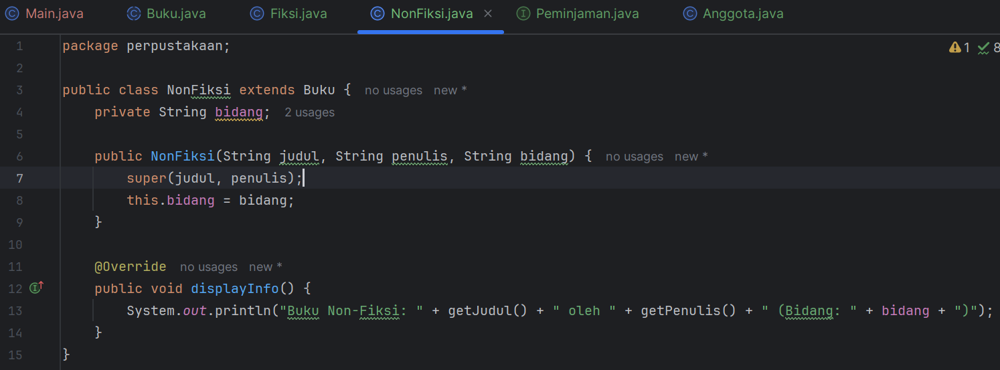 Main.java Buku.java Fiksi.java NonFiksi.java Peminjaman.java Anggota.java
1 package perpustakaan; 1 8
2
3 public class NonFiksi extends Buku { no usages new *
4 private String bidang; 2 usages
5
6 public NonFiksi(String judul, String penulis, String bidang) { no usages new *
7 super(judul, penulis);
8 this.bidang = bidang;
9 }
10
11 @Override no usages new *
12 public void displayInfo() {
13 System.out.println("Buku Non-Fiksi: " + getJudul() + " oleh " + getPenulis() + " (Bidang: " + bidang + ")");
14 }
15 }